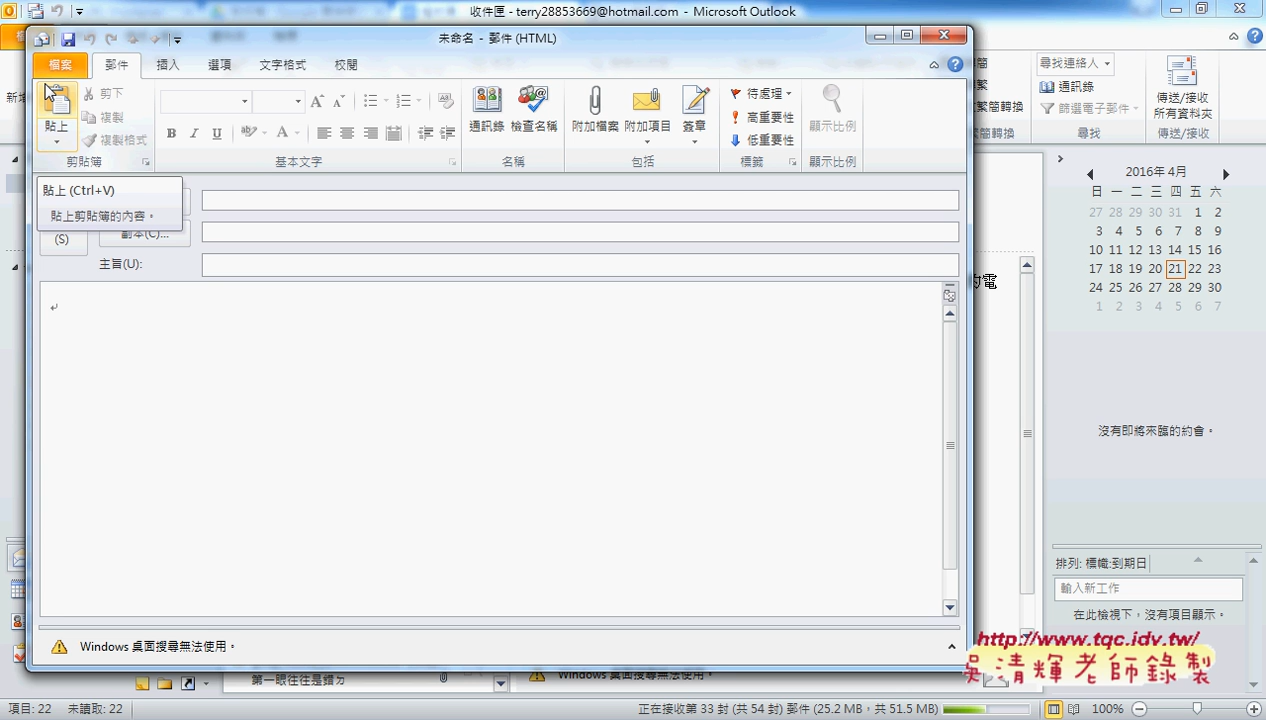 收件匣 - terry28853669@hotmail.com - Microsoft Outlook
未命名 - 郵件 (HTML)
檔案 郵件 插入 選項 文字格式 校閱
貼上 剪下 複製 複製格式 剪貼簿
B I U 基本文字
通訊錄 檢查名稱 名稱
附加檔案 附加項目 簽章 包括
待處理 高重要性 低重要性 標籤
顯示比例 顯示比例
貼上 (Ctrl+V)
貼上剪貼簿的內容。
(S) 副本(C)...
主旨(U):
Windows 桌面搜尋無法使用。
尋找連絡人
通訊錄
篩選電子郵件
尋找
繁簡轉換
傳送/接收
所有資料夾
傳送/接收
2016年 4月
日 一 二 三 四 五 六
27 28 29 30 31 1 2
3 4 5 6 7 8 9
10 11 12 13 14 15 16
17 18 19 20 21 22 23
24 25 26 27 28 29 30
1 2 3 4 5 6 7
沒有即將來臨的約會。
排列: 標幟:到期日
輸入新工作
在此檢視下，沒有項目顯示。
http://www.tqc.idv.tw/
吳清輝老師錄製
第一眼往往是錯ㄉ
Windows 桌面搜尋無法使用。
項目: 22 未讀取: 22
正在接收第 33 封 (共 54 封) 郵件 (25.2 MB，共 51.5 MB)
100%